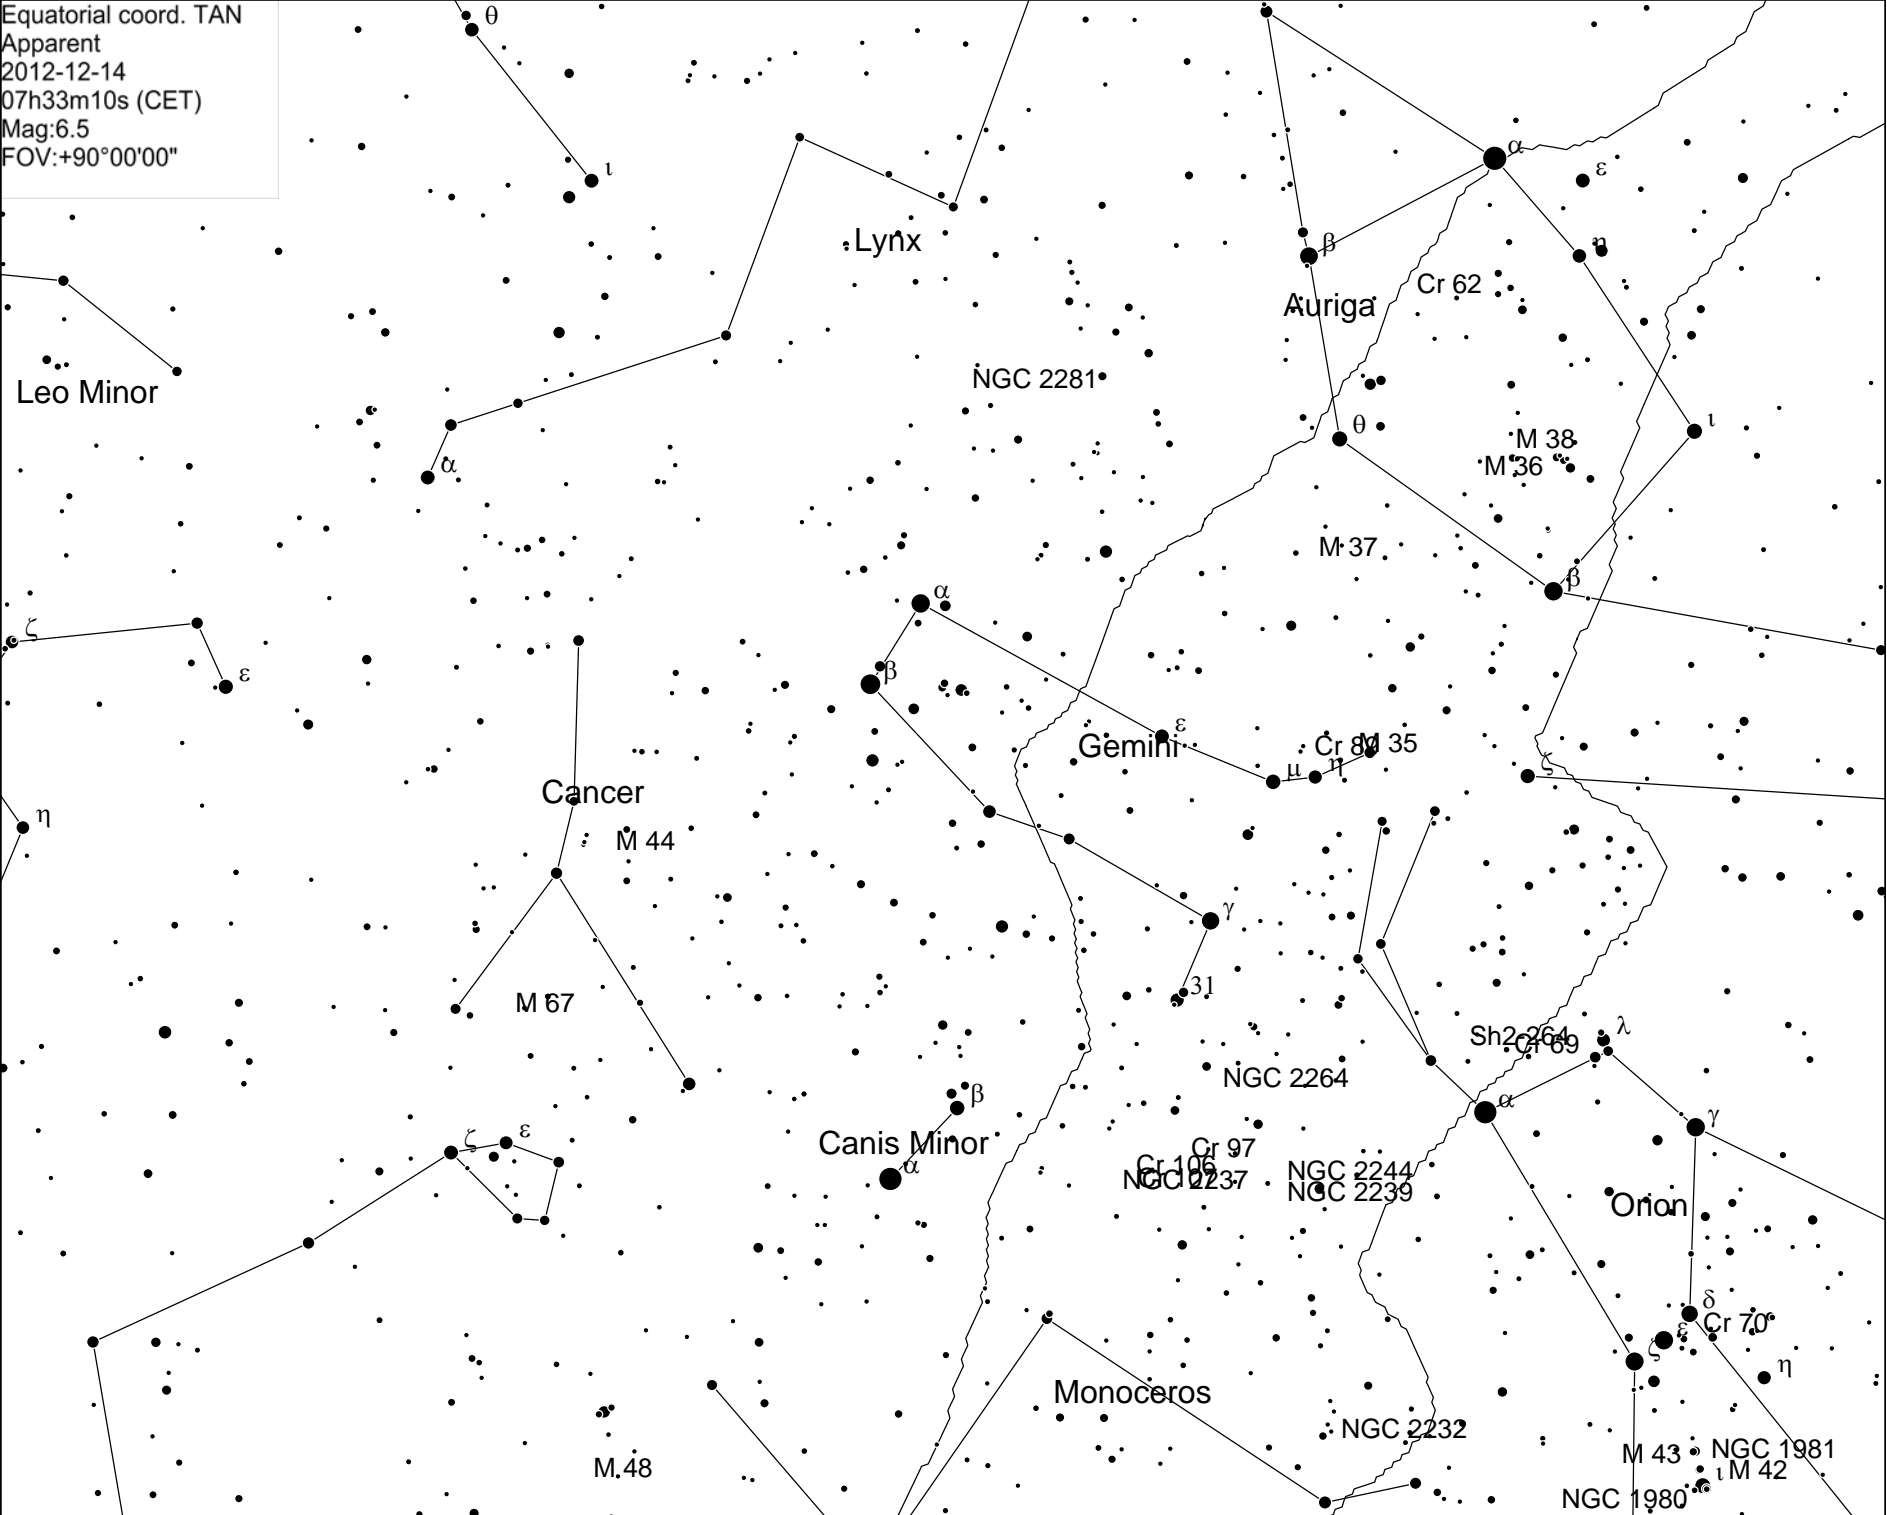 Equatorial coord. TAN
Apparent
2012-12-14
07h33m10s (CET)
Mag:6.5
FOV:+90°00'00"
θ
α
ι
ε
Lynx
β
η
Cr 62
Auriga
NGC 2281
Leo Minor
θ
ι
M 38
α
M 36
M 37
β
α
ζ
β
ε
ε
Gemini
Cr 89
M 35
μ
η
ζ
Cancer
η
M 44
γ
31
M 67
λ
Sh2-264
Cr 69
NGC 2264
β
α
γ
ζ
ε
Canis Minor
α
Cr 97
Cr 106
NGC 2244
NGC 2237
NGC 2239
Orion
δ
Cr 70
ε
ζ
η
Monoceros
NGC 2232
M 43
NGC 1981
M 48
ι
M 42
NGC 1980